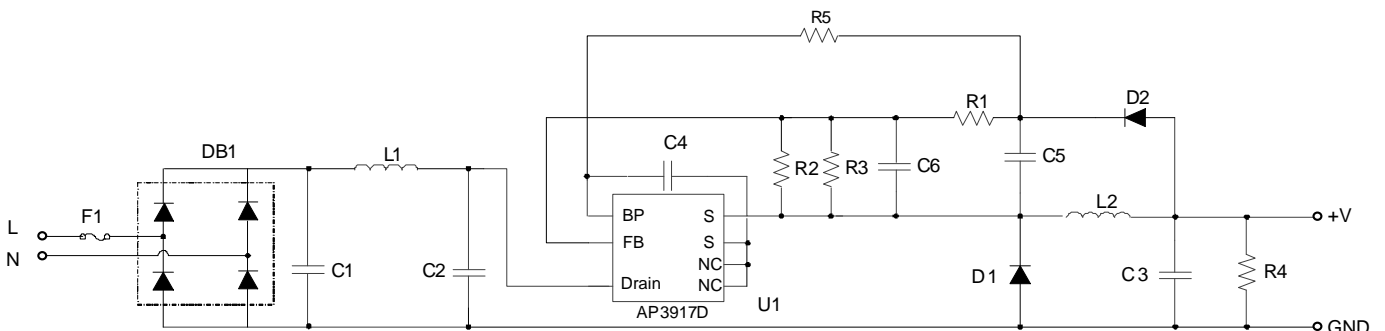 R5
R1
D2
DB1
L1
C4
R2
R3
C6
C5
L2
L
F1
BP
S
+V
N
FB
S
C1
C2
NC
D1
C3
R4
Drain
NC
U1
AP3917D
GND